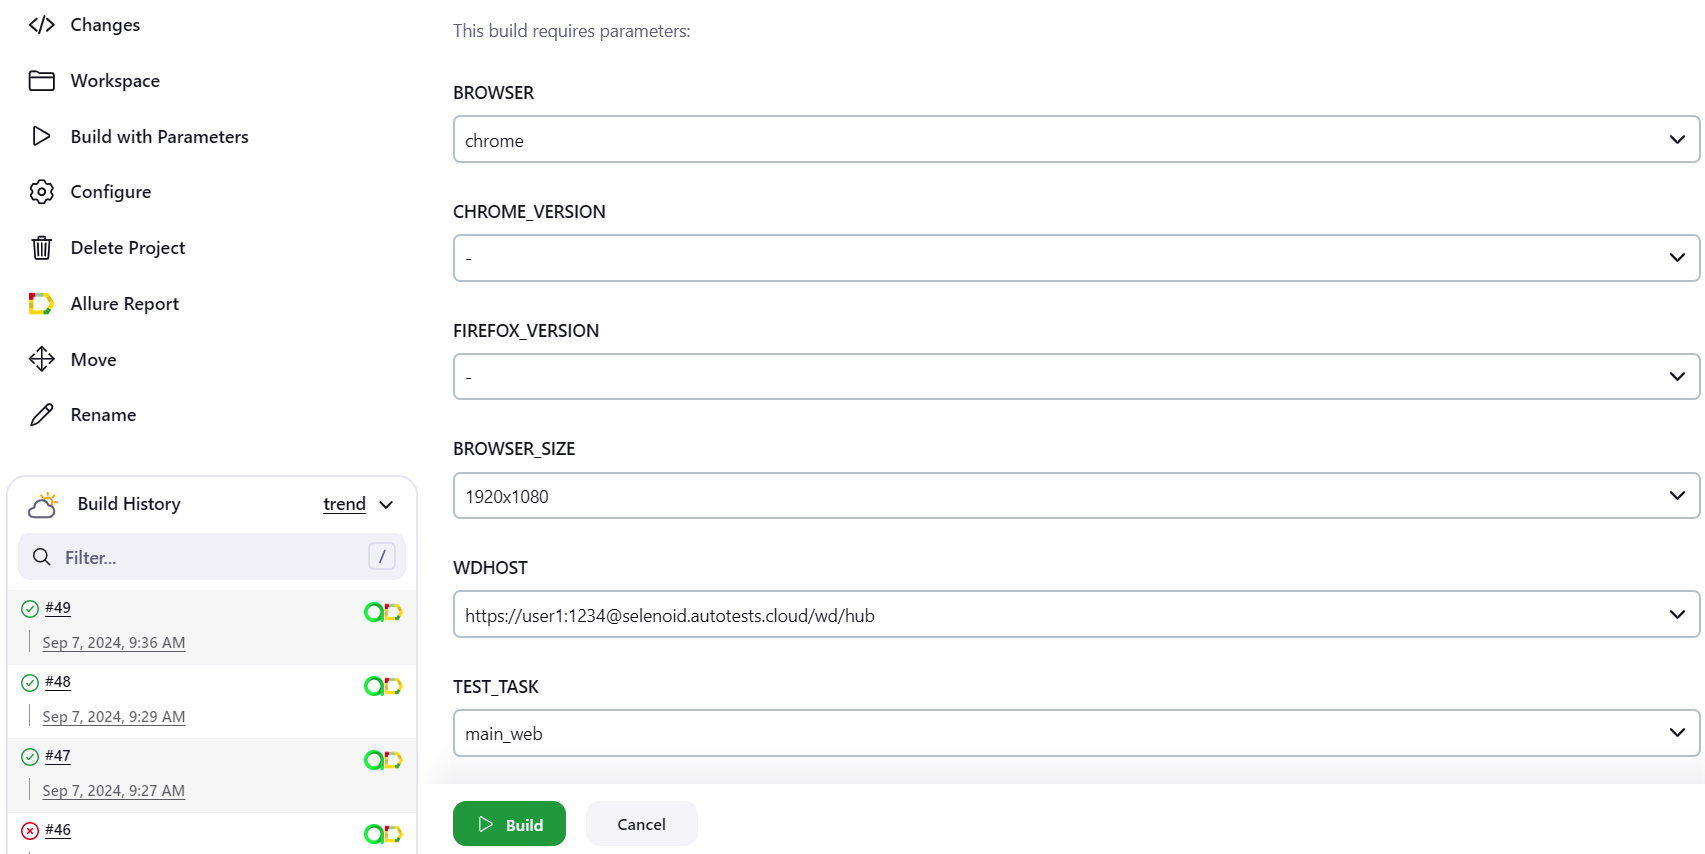 Changes
Workspace
Build with Parameters
Configure
Delete Project
Allure Report
Move
Rename
Build History
trend
Filter...
/
#49
Sep 7, 2024, 9:36 AM
#48
Sep 7, 2024, 9:29 AM
#47
Sep 7, 2024, 9:27 AM
#46
This build requires parameters:
BROWSER
chrome
CHROME_VERSION
-
FIREFOX_VERSION
-
BROWSER_SIZE
1920x1080
WDHOST
https://user1:1234@selenoid.autotests.cloud/wd/hub
TEST_TASK
main_web
Build
Cancel